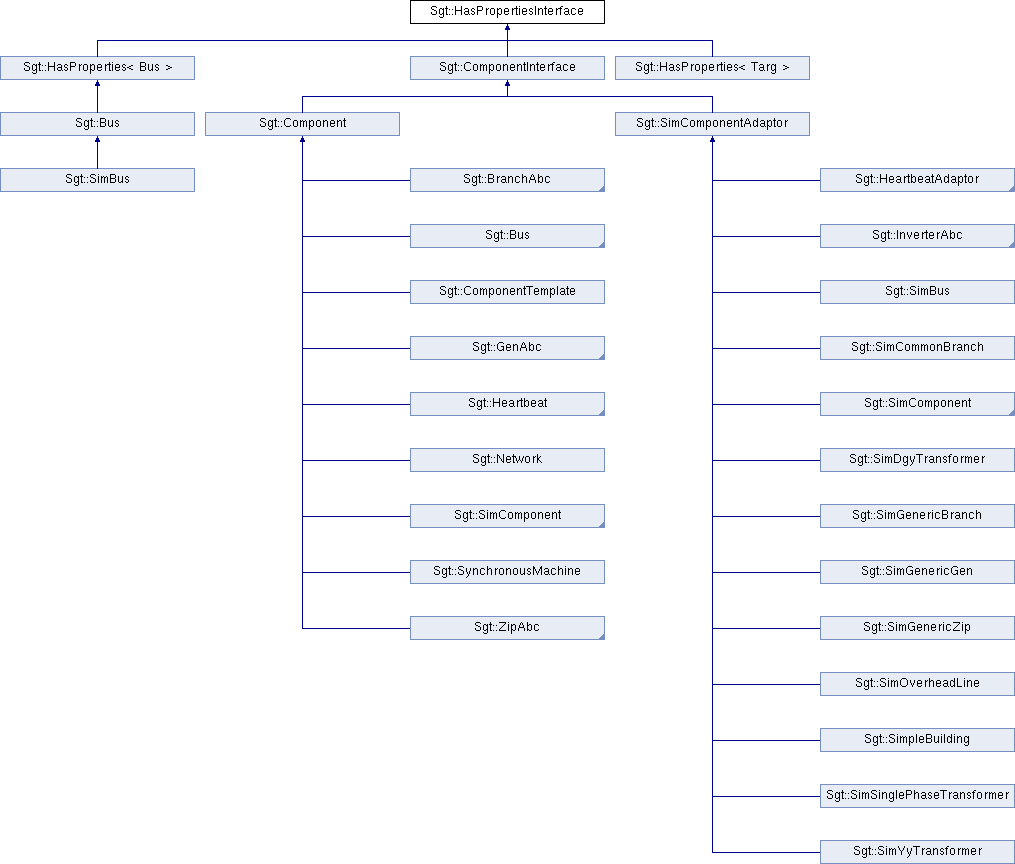 Sgt::HasPropertiesInterface
Sgt::HasProperties< Bus >
Sgt::ComponentInterface
Sgt::HasProperties< Targ >
Sgt::Bus
Sgt::Component
Sgt::SimComponentAdaptor
Sgt::SimBus
Sgt::BranchAbc
Sgt::HeartbeatAdaptor
Sgt::Bus
Sgt::InverterAbc
Sgt::ComponentTemplate
Sgt::SimBus
Sgt::GenAbc
Sgt::SimCommonBranch
Sgt::Heartbeat
Sgt::SimComponent
Sgt::Network
Sgt::SimDgyTransformer
Sgt::SimComponent
Sgt::SimGenericBranch
Sgt::SynchronousMachine
Sgt::SimGenericGen
Sgt::ZipAbc
Sgt::SimGenericZip
Sgt::SimOverheadLine
Sgt::SimpleBuilding
Sgt::SimSinglePhaseTransformer
Sgt::SimYyTransformer